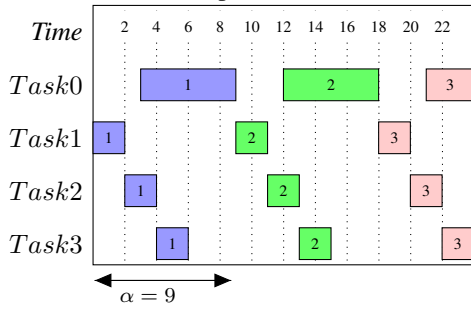 Time 2 4 6 8 10 12 14 16 18 20 22
Task0 1 2 3
Task1 1 2 3
Task2 1 2 3
Task3 1 2 3
α = 9